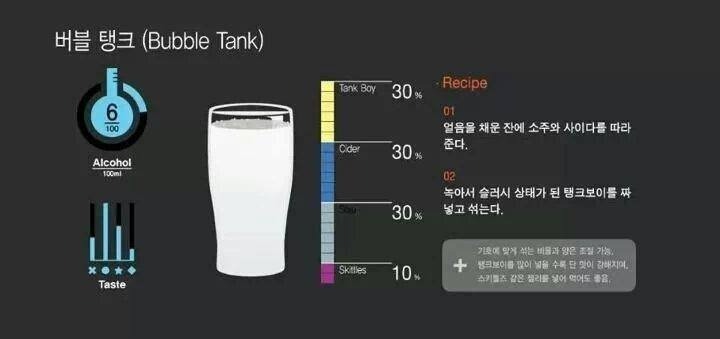 버블 탱크 (Bubble Tank)
6
100
Alcohol
100ml
Taste
Tank Boy
30 %
Cider
30 %
Soju
30 %
Skittles
10 %
· Recipe
01
얼음을 채운 잔에 소주와 사이다를 따라
준다.
02
녹아서 슬러시 상태가 된 탱크보이를 짜
넣고 섞는다.
+
기호에 맞게 섞는 비율과 양은 조절 가능,
탱크보이를 많이 넣을 수록 단 맛이 강해지며,
스키틀즈 같은 젤리를 넣어 먹어도 좋음.